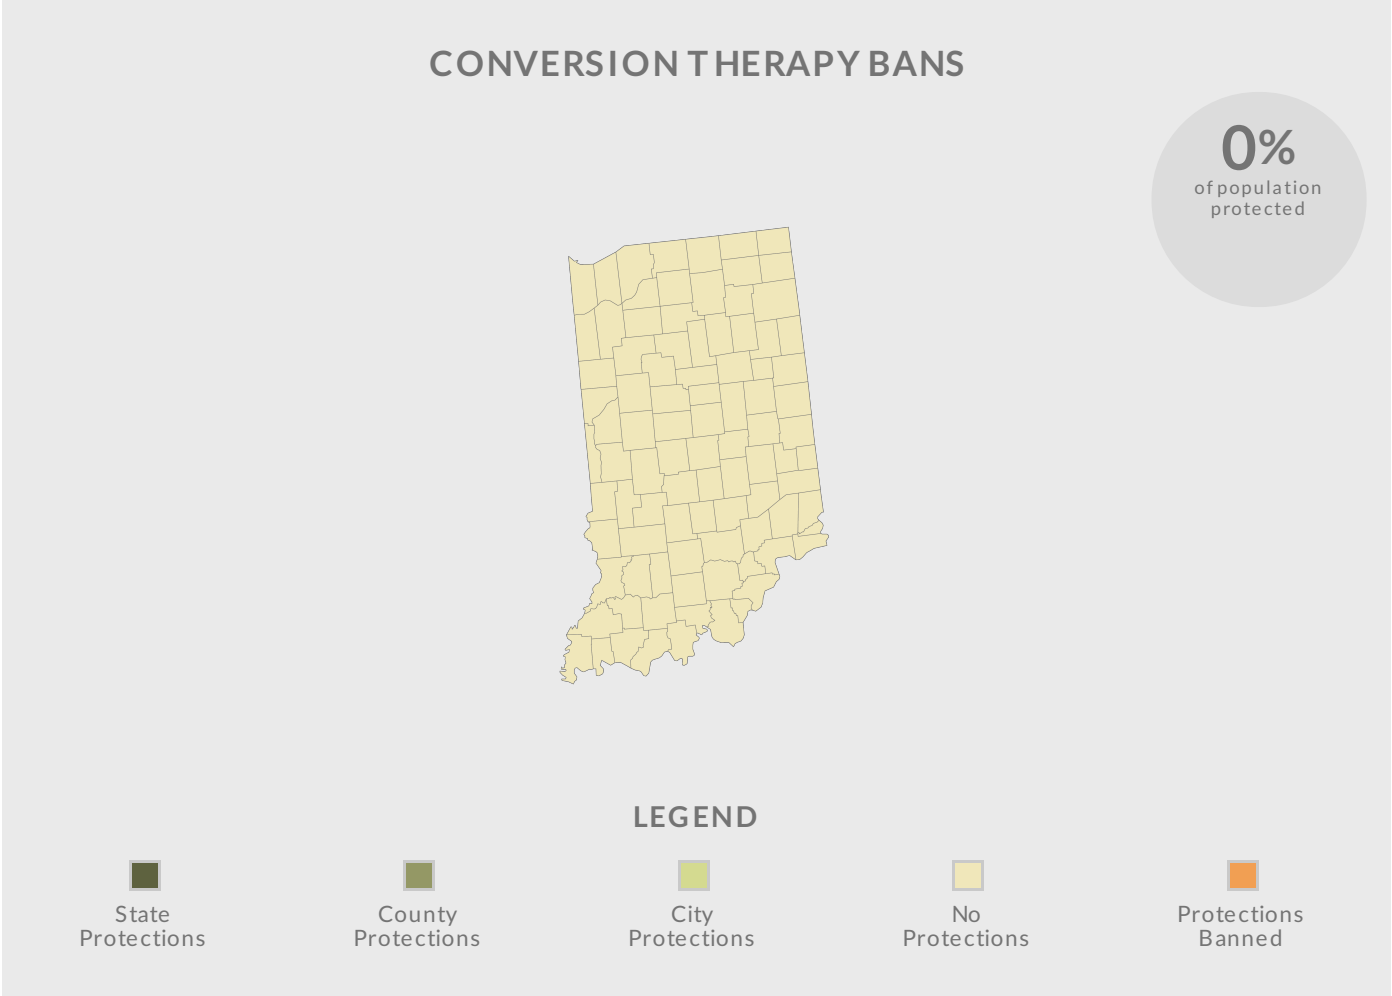 CONVERSION THERAPY BANS
0%
of population
protected
LEGEND
State
Protections
County
Protections
City
Protections
No
Protections
Protections
Banned